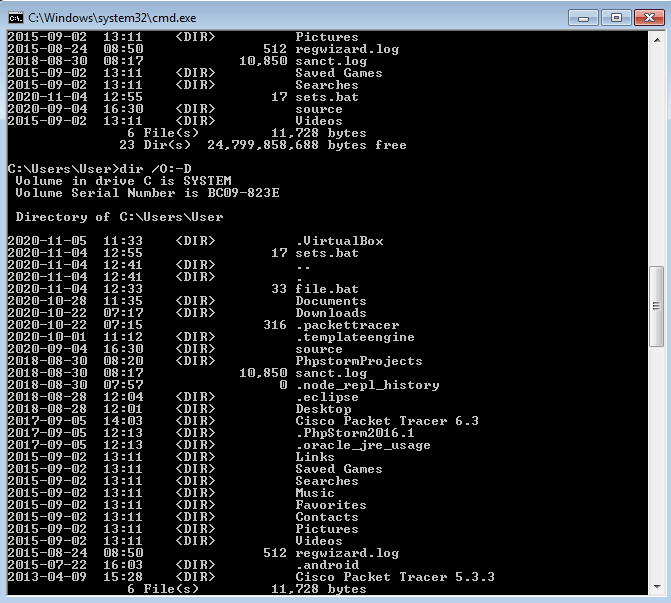 C:\Windows\system32\cmd.exe
2015-09-02  13:11    <DIR>          Pictures
2015-08-24  08:50               512 regwizard.log
2018-08-30  08:17            10,850 sanct.log
2015-09-02  13:11    <DIR>          Saved Games
2015-09-02  13:11    <DIR>          Searches
2020-11-04  12:55                17 sets.bat
2020-09-04  16:30    <DIR>          source
2015-09-02  13:11    <DIR>          Videos
               6 File(s)         11,728 bytes
              23 Dir(s)  24,799,858,688 bytes free
C:\Users\User>dir /O:-D
 Volume in drive C is SYSTEM
 Volume Serial Number is BC09-823E
 Directory of C:\Users\User
2020-11-05  11:33    <DIR>          .VirtualBox
2020-11-04  12:55                17 sets.bat
2020-11-04  12:41    <DIR>          ..
2020-11-04  12:41    <DIR>          .
2020-11-04  12:33                33 file.bat
2020-10-28  11:35    <DIR>          Documents
2020-10-22  07:17    <DIR>          Downloads
2020-10-22  07:15               316 .packettracer
2020-10-01  11:12    <DIR>          .templateengine
2020-09-04  16:30    <DIR>          source
2018-08-30  08:20    <DIR>          PhpstormProjects
2018-08-30  08:17            10,850 sanct.log
2018-08-30  07:57                 0 .node_repl_history
2018-08-28  12:04    <DIR>          .eclipse
2018-08-28  12:01    <DIR>          Desktop
2017-09-05  14:03    <DIR>          Cisco Packet Tracer 6.3
2017-09-05  12:13    <DIR>          .PhpStorm2016.1
2017-09-05  12:13    <DIR>          .oracle_jre_usage
2015-09-02  13:11    <DIR>          Links
2015-09-02  13:11    <DIR>          Saved Games
2015-09-02  13:11    <DIR>          Searches
2015-09-02  13:11    <DIR>          Music
2015-09-02  13:11    <DIR>          Favorites
2015-09-02  13:11    <DIR>          Contacts
2015-09-02  13:11    <DIR>          Pictures
2015-09-02  13:11    <DIR>          Videos
2015-08-24  08:50               512 regwizard.log
2015-07-22  16:03    <DIR>          .android
2013-04-09  15:28    <DIR>          Cisco Packet Tracer 5.3.3
               6 File(s)         11,728 bytes